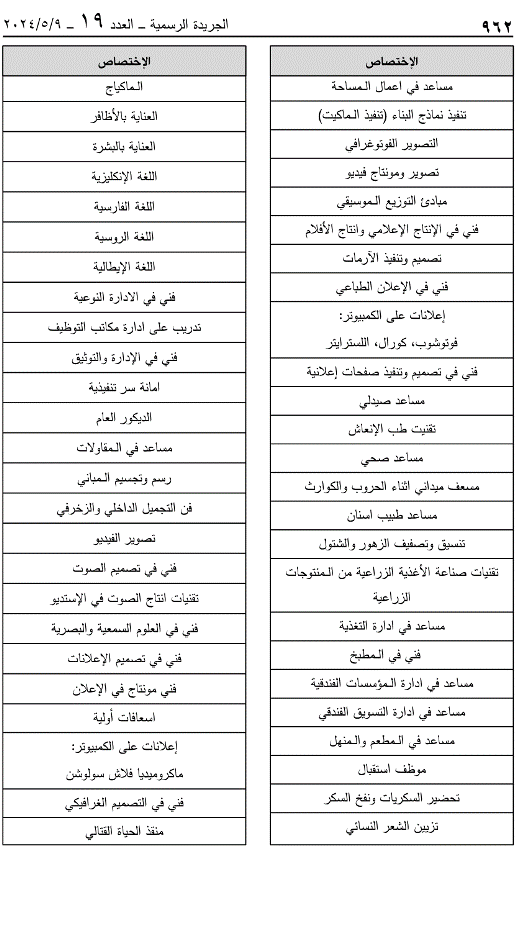 ٩٦٢
الجريدة الرسمية – العدد ١٩ – ٢٠٢٤/٥/٩
الإختصاص
مساعد في اعمال المساحة
تنفيذ نماذج البناء (تنفيذ الماكيت)
التصوير الفوتوغرافي
تصوير ومونتاج فيديو
مبادئ التوزيع الموسيقي
فني في الإنتاج الإعلامي وانتاج الأفلام
تصميم وتنفيذ الآرمات
فني في الإعلان الطباعي
إعلانات على الكمبيوتر:
فوتوشوب، كورال، اللسترايتر
فني في تصميم وتنفيذ صفحات إعلانية
مساعد صيدلي
تقنيت طب الإنعاش
مساعد صحي
مسعف ميداني اثناء الحروب والكوارث
مساعد طبيب اسنان
تنسيق وتصفيف الزهور والشتول
تقنيات صناعة الأغذية الزراعية من المنتوجات
الزراعية
مساعد في ادارة التغذية
فني في المطبخ
مساعد في ادارة المؤسسات الفندقية
مساعد في ادارة التسويق الفندقي
مساعد في المطعم والمنهل
موظف استقبال
تحضير السكريات ونفخ السكر
تزيين الشعر النسائي
الإختصاص
الماكياج
العناية بالأظافر
العناية بالبشرة
اللغة الإنكليزية
اللغة الفارسية
اللغة الروسية
اللغة الإيطالية
فني في الادارة النوعية
تدريب على ادارة مكاتب التوظيف
فني في الإدارة والتوثيق
امانة سر تنفيذية
الديكور العام
مساعد في المقاولات
رسم وتجسيم المباني
فن التجميل الداخلي والزخرفي
تصوير الفيديو
فني في تصميم الصوت
تقنيات انتاج الصوت في الإستديو
فني في العلوم السمعية والبصرية
فني في تصميم الإعلانات
فني مونتاج في الإعلان
اسعافات أولية
إعلانات على الكمبيوتر:
ماكروميديا فلاش سولوشن
فني في التصميم الغرافيكي
منقذ الحياة القتالي